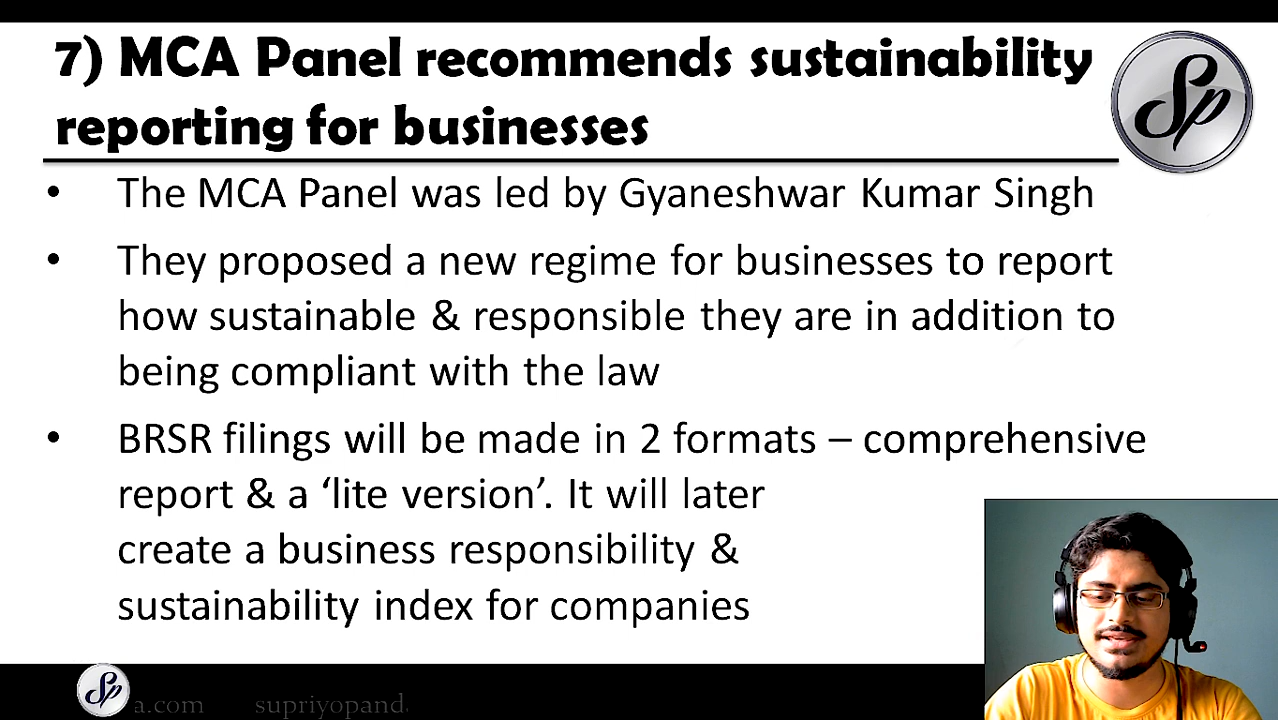 7) MCA Panel recommends sustainability
reporting for businesses
Sp
• The MCA Panel was led by Gyaneshwar Kumar Singh
• They proposed a new regime for businesses to report
how sustainable & responsible they are in addition to
being compliant with the law
• BRSR filings will be made in 2 formats – comprehensive
report & a ‘lite version’. It will later
create a business responsibility &
sustainability index for companies
Sp
a.com supriyopand